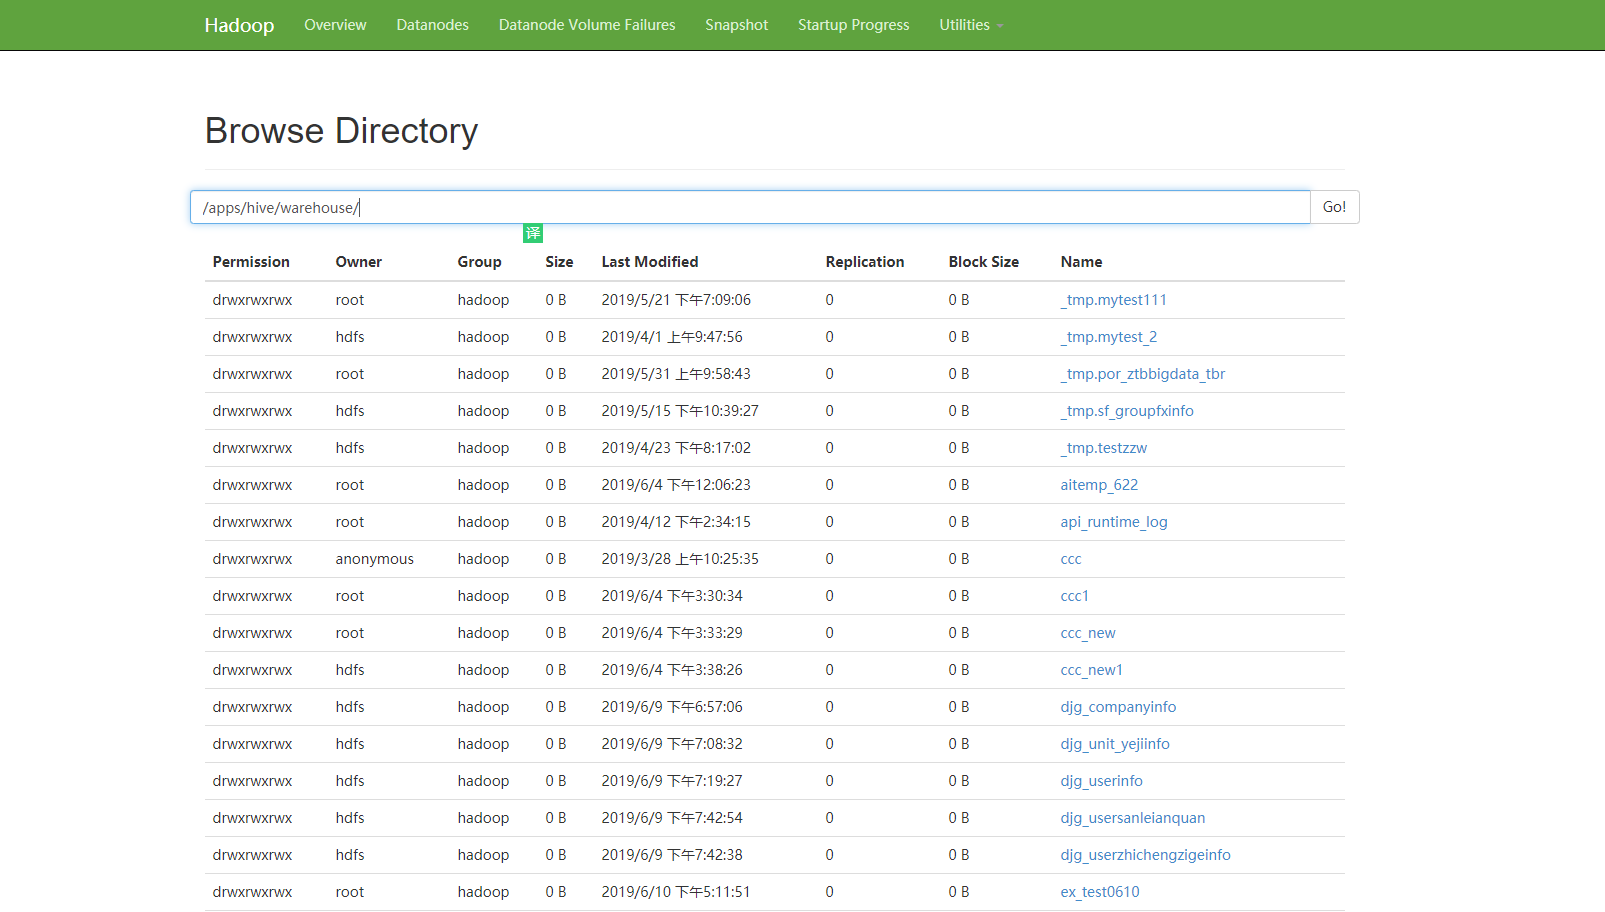 Hadoop Overview Datanodes Datanode Volume Failures Snapshot Startup Progress Utilities
Browse Directory
/apps/hive/warehouse/ Go!
译
Permission Owner Group Size Last Modified Replication Block Size Name
drwxrwxrwx root hadoop 0 B 2019/5/21 下午7:09:06 0 0 B _tmp.mytest111
drwxrwxrwx hdfs hadoop 0 B 2019/4/1 上午9:47:56 0 0 B _tmp.mytest_2
drwxrwxrwx root hadoop 0 B 2019/5/31 上午9:58:43 0 0 B _tmp.por_ztbbigdata_tbr
drwxrwxrwx hdfs hadoop 0 B 2019/5/15 下午10:39:27 0 0 B _tmp.sf_groupfxinfo
drwxrwxrwx hdfs hadoop 0 B 2019/4/23 下午8:17:02 0 0 B _tmp.testzzw
drwxrwxrwx root hadoop 0 B 2019/6/4 下午12:06:23 0 0 B aitemp_622
drwxrwxrwx root hadoop 0 B 2019/4/12 下午2:34:15 0 0 B api_runtime_log
drwxrwxrwx anonymous hadoop 0 B 2019/3/28 上午10:25:35 0 0 B ccc
drwxrwxrwx root hadoop 0 B 2019/6/4 下午3:30:34 0 0 B ccc1
drwxrwxrwx root hadoop 0 B 2019/6/4 下午3:33:29 0 0 B ccc_new
drwxrwxrwx hdfs hadoop 0 B 2019/6/4 下午3:38:26 0 0 B ccc_new1
drwxrwxrwx hdfs hadoop 0 B 2019/6/9 下午6:57:06 0 0 B djg_companyinfo
drwxrwxrwx hdfs hadoop 0 B 2019/6/9 下午7:08:32 0 0 B djg_unit_yejiinfo
drwxrwxrwx hdfs hadoop 0 B 2019/6/9 下午7:19:27 0 0 B djg_userinfo
drwxrwxrwx hdfs hadoop 0 B 2019/6/9 下午7:42:54 0 0 B djg_usersanleianquan
drwxrwxrwx hdfs hadoop 0 B 2019/6/9 下午7:42:38 0 0 B djg_userzhichengzigeinfo
drwxrwxrwx root hadoop 0 B 2019/6/10 下午5:11:51 0 0 B ex_test0610